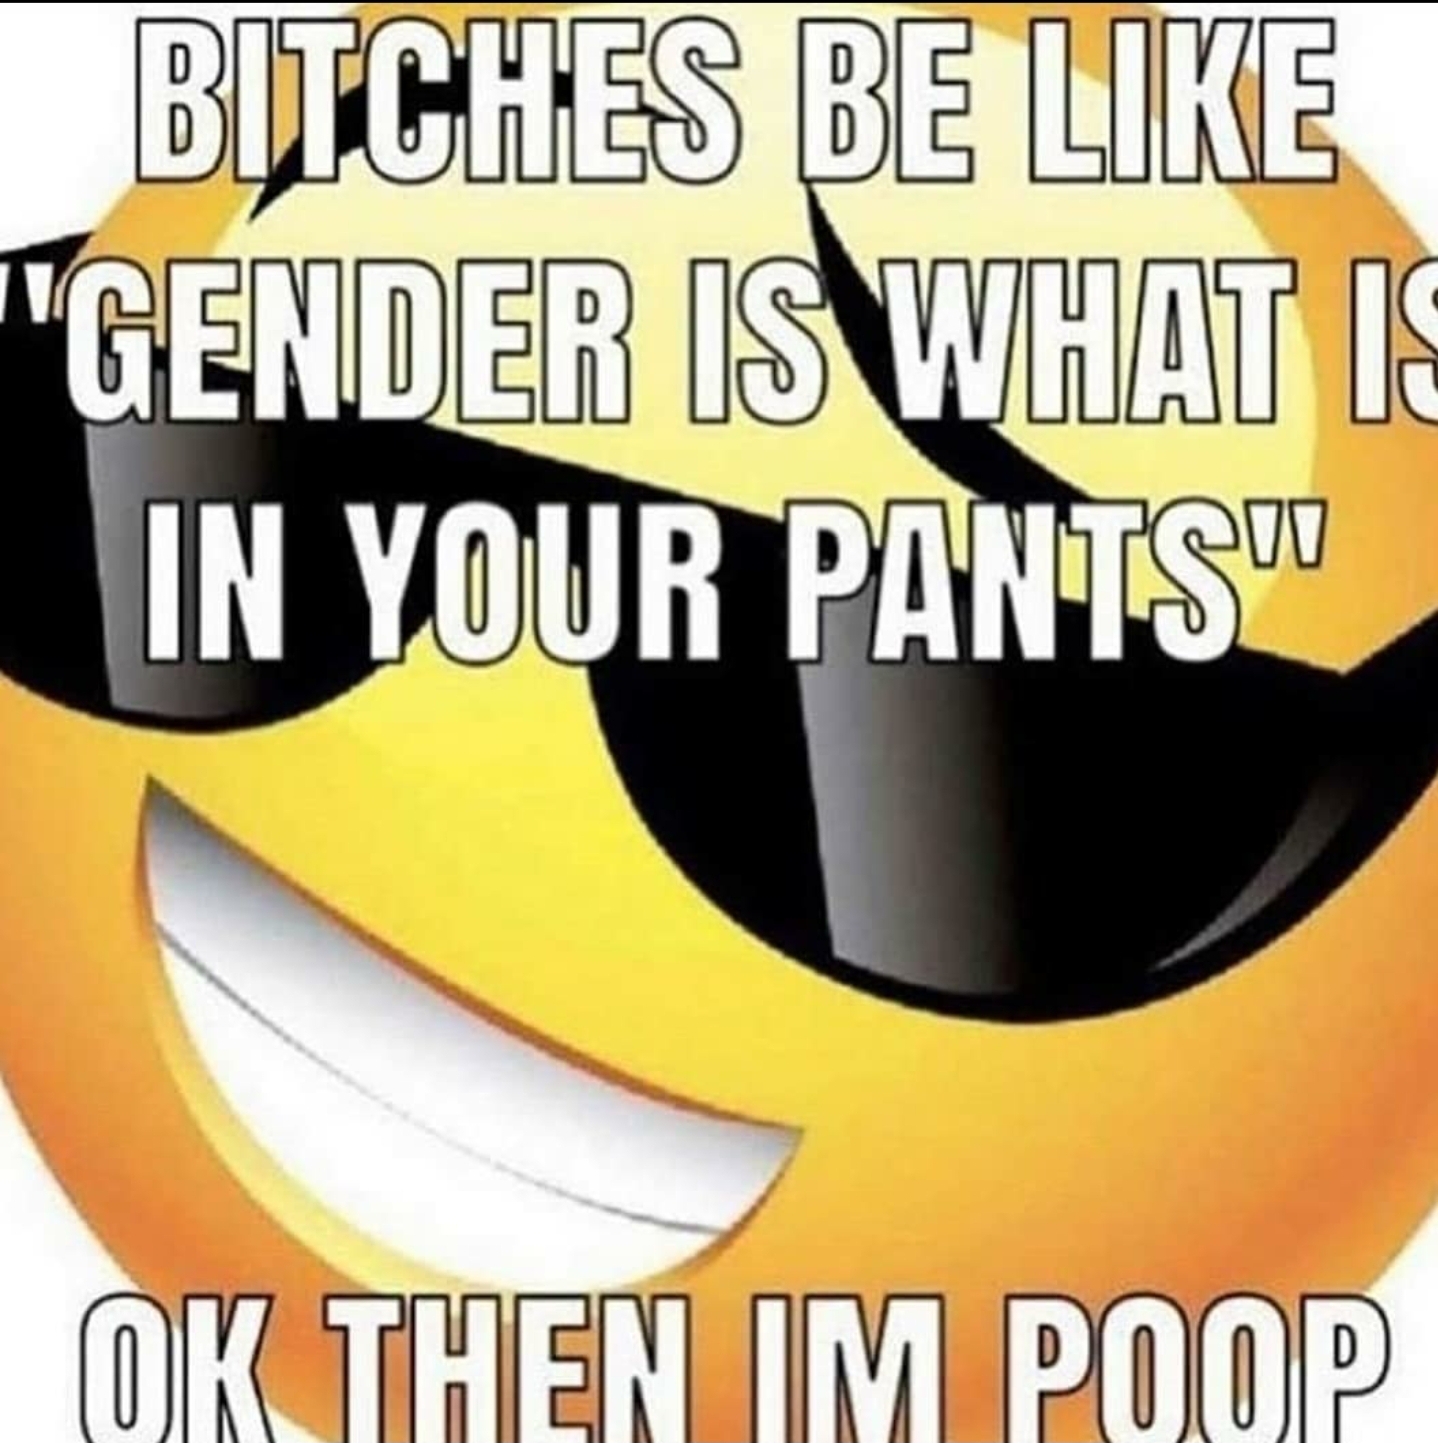 BITCHES BE LIKE
"GENDER IS WHAT IS
IN YOUR PANTS"
OK THEN IM POOP